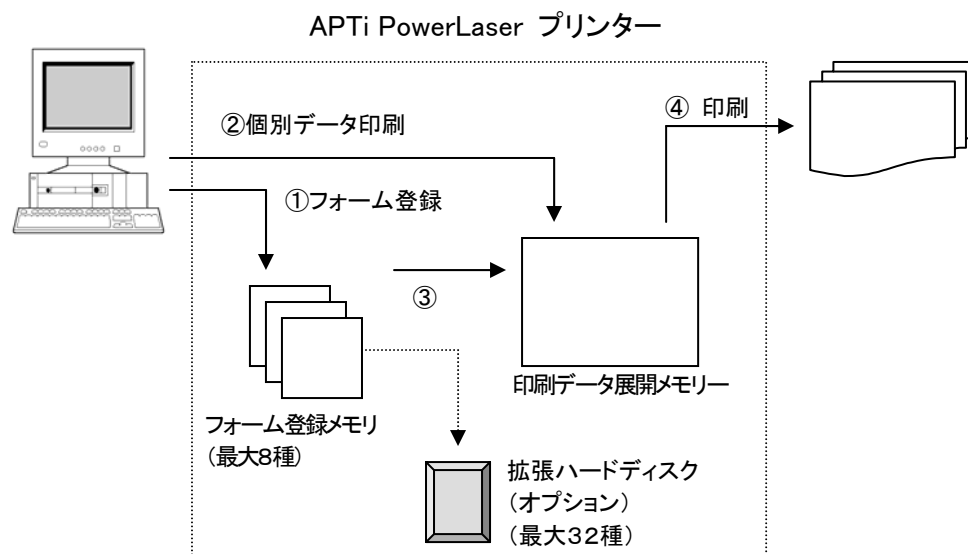 APTi PowerLaser プリンター
④ 印刷
②個別データ印刷
①フォーム登録
③
印刷データ展開メモリー
フォーム登録メモリ
(最大8種)
拡張ハードディスク
(オプション)
(最大32種)